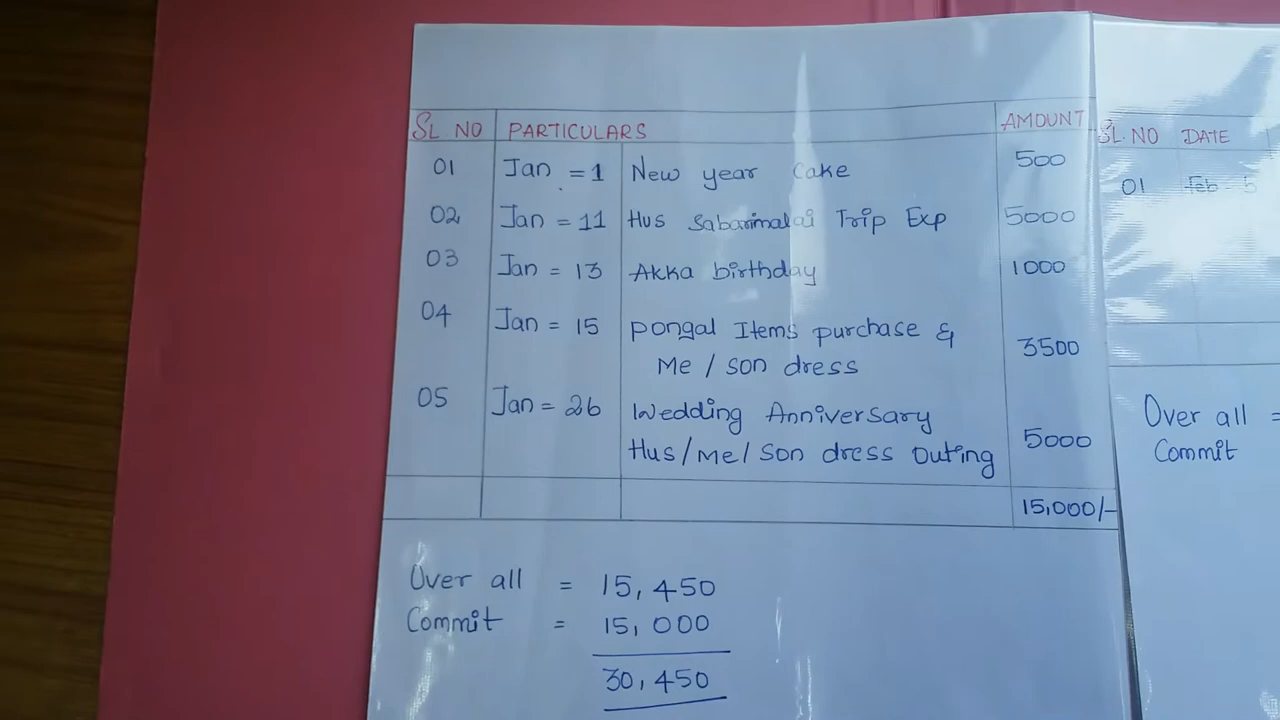 SL NO PARTICULARS AMOUNT
01 Jan = 1 New year Cake 500
02 Jan = 11 Hus Sabarimalai Trip Exp 5000
03 Jan = 13 Akka birthday 1000
04 Jan = 15 Pongal Items purchase &
Me / Son dress 3500
05 Jan = 26 Wedding Anniversary
Hus/Me/Son dress Outing 5000
15,000/-
Over all = 15,450
Commit = 15,000
30,450
SL. NO DATE
01 Feb - 5
Over all =
Commit